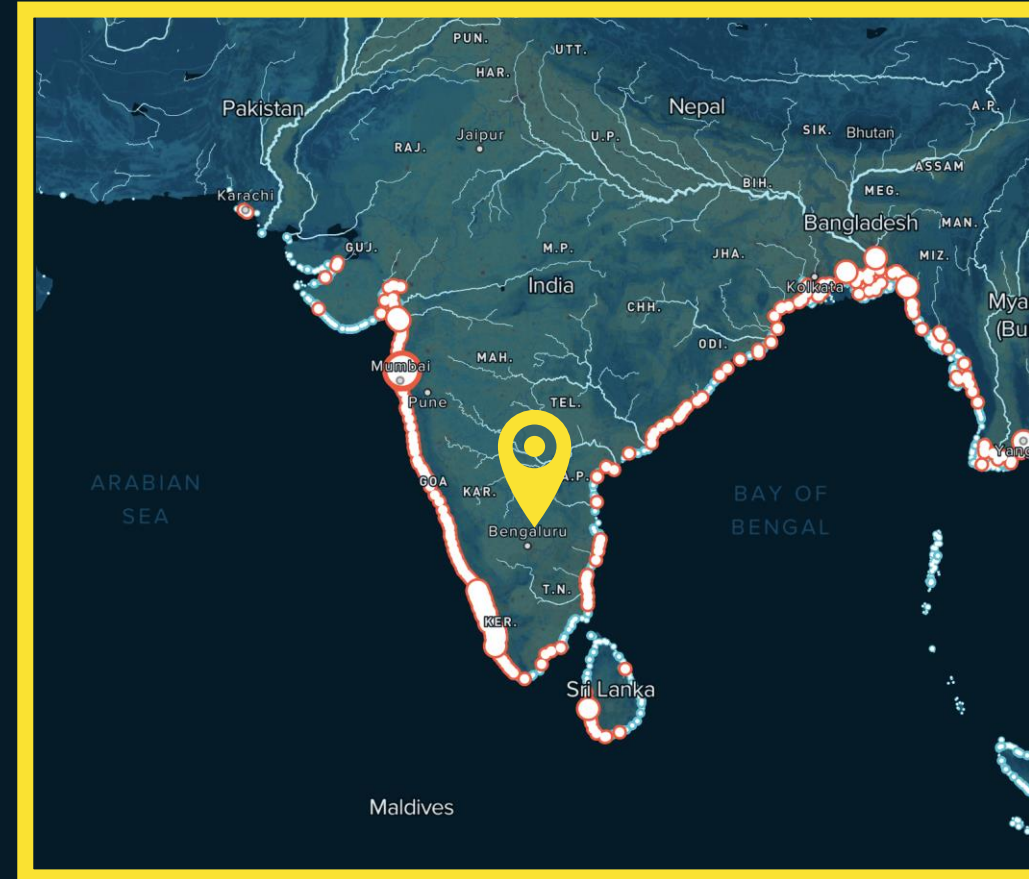 PUN.
UTT.
HAR.
Pakistan
Nepal
A.P.
Jaipur
U.P.
SIK. Bhutan
RAJ.
ASSAM
BIH.
MEG.
Karachi
Bangladesh
MAN.
GUJ.
M.P.
JHA.
MIZ.
India
Kolkata
CHH.
Mya
(Bu
ODI.
MAH.
Mumbai
Pune
TEL.
Yang
GOA
A.P.
ARABIAN
SEA
KAR.
BAY OF
BENGAL
Bengaluru
T.N.
KER.
Sri Lanka
Maldives